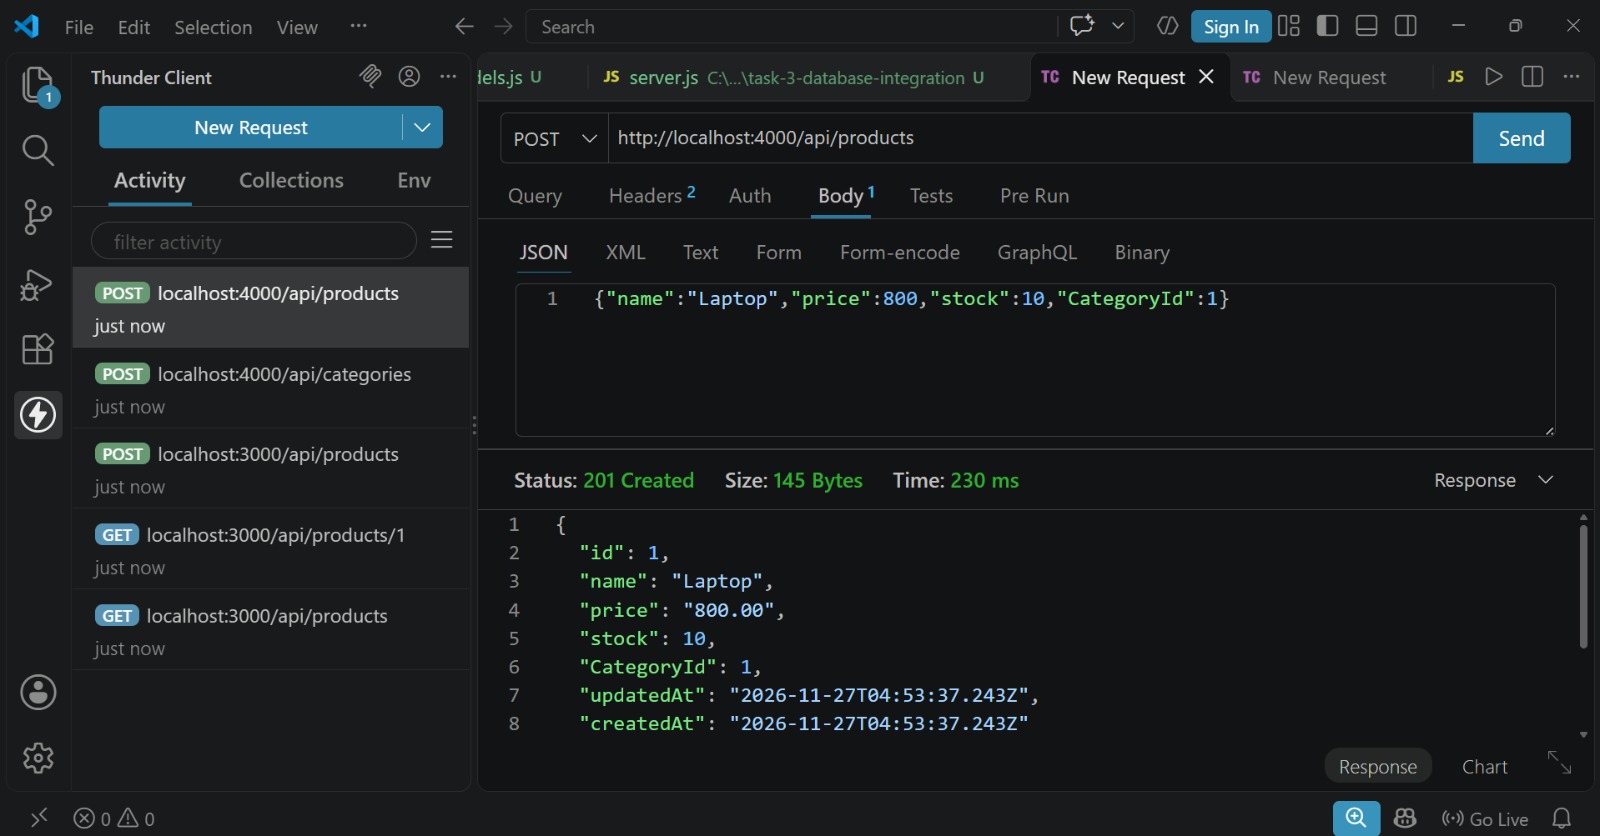 File Edit Selection View ··· Search Sign In
Thunder Client
New Request
Activity Collections Env
filter activity
POST localhost:4000/api/products
just now
POST localhost:4000/api/categories
just now
POST localhost:3000/api/products
just now
GET localhost:3000/api/products/1
just now
GET localhost:3000/api/products
just now
1
dels.js U JS server.js C:\...\task-3-database-integration U TC New Request TC New Request JS ···
POST http://localhost:4000/api/products Send
Query Headers 2 Auth Body 1 Tests Pre Run
JSON XML Text Form Form-encode GraphQL Binary
1 {"name":"Laptop","price":800,"stock":10,"CategoryId":1}
Status: 201 Created Size: 145 Bytes Time: 230 ms Response
1 {
2 "id": 1,
3 "name": "Laptop",
4 "price": "800.00",
5 "stock": 10,
6 "CategoryId": 1,
7 "updatedAt": "2026-11-27T04:53:37.243Z",
8 "createdAt": "2026-11-27T04:53:37.243Z"
Response Chart
0 0 Go Live